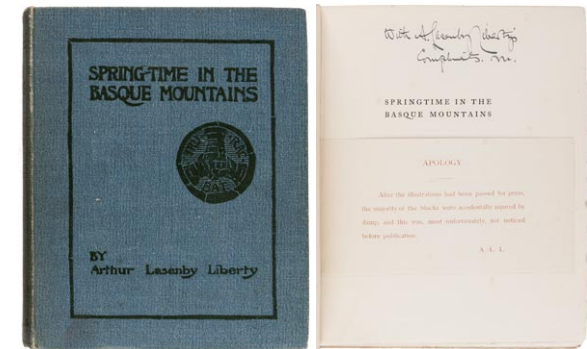 SPRING-TIME IN THE
BASQUE MOUNTAINS
BY
Arthur Lasenby Liberty
With A. Lasenby Liberty's
Compliments.
SPRINGTIME IN THE
BASQUE MOUNTAINS
APOLOGY
After the illustrations had been passed for press,
the majority of the blocks were accidentally injured by
damp, and this was, most unfortunately, not noticed
before publication.
A. L. L.